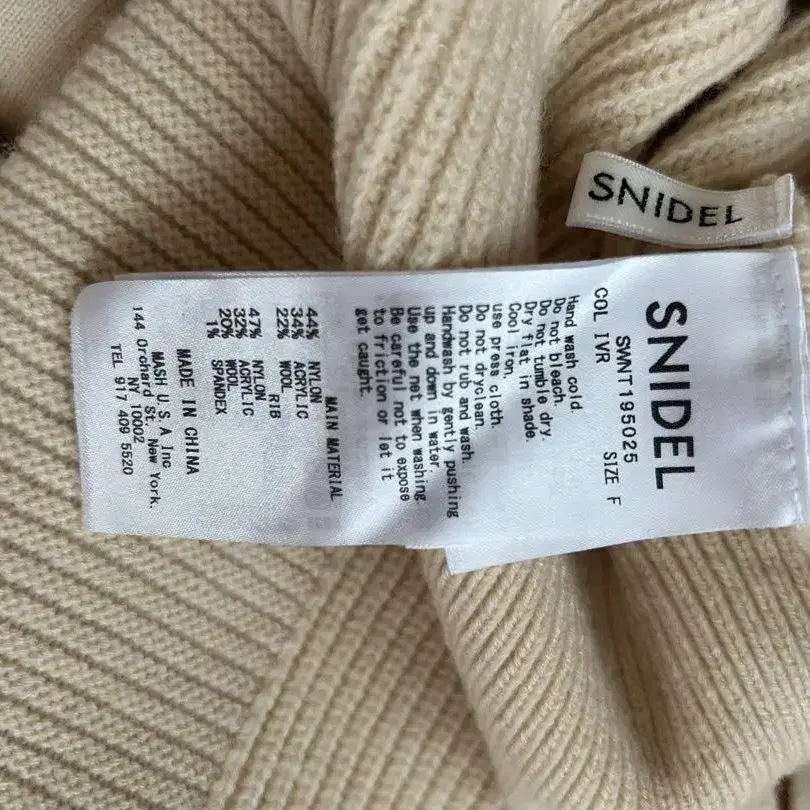 SNIDEL
SNIDEL
SWNT195025
COL IVR SIZE F
Hand wash cold.
Do not bleach.
Do not tumble dry.
Dry flat in shade.
Cool iron,
use press cloth.
Do not dryclean.
Do not rub and wash.
Handwash by gently pushing
up and down in water.
Use the net when washing.
Be careful not to expose
to friction or let it
get caught.
MAIN MATERIAL
44% NYLON
34% ACRYLIC
22% WOOL
RIB
47% NYLON
32% ACRYLIC
20% WOOL
1% SPANDEX
MADE IN CHINA
MASH U.S.A Inc
144 Orchard St. New York.
NY 10002
TEL 917 409 5520